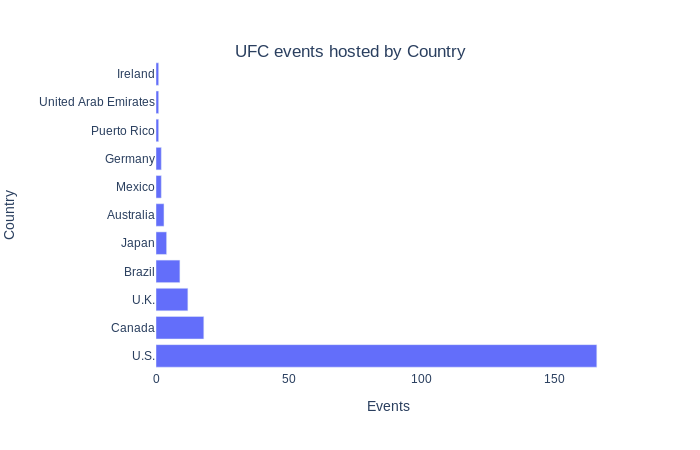 UFC events hosted by Country
Ireland
United Arab Emirates
Puerto Rico
Germany
Mexico
Australia
Japan
Brazil
U.K.
Canada
U.S.
Country
0 50 100 150
Events